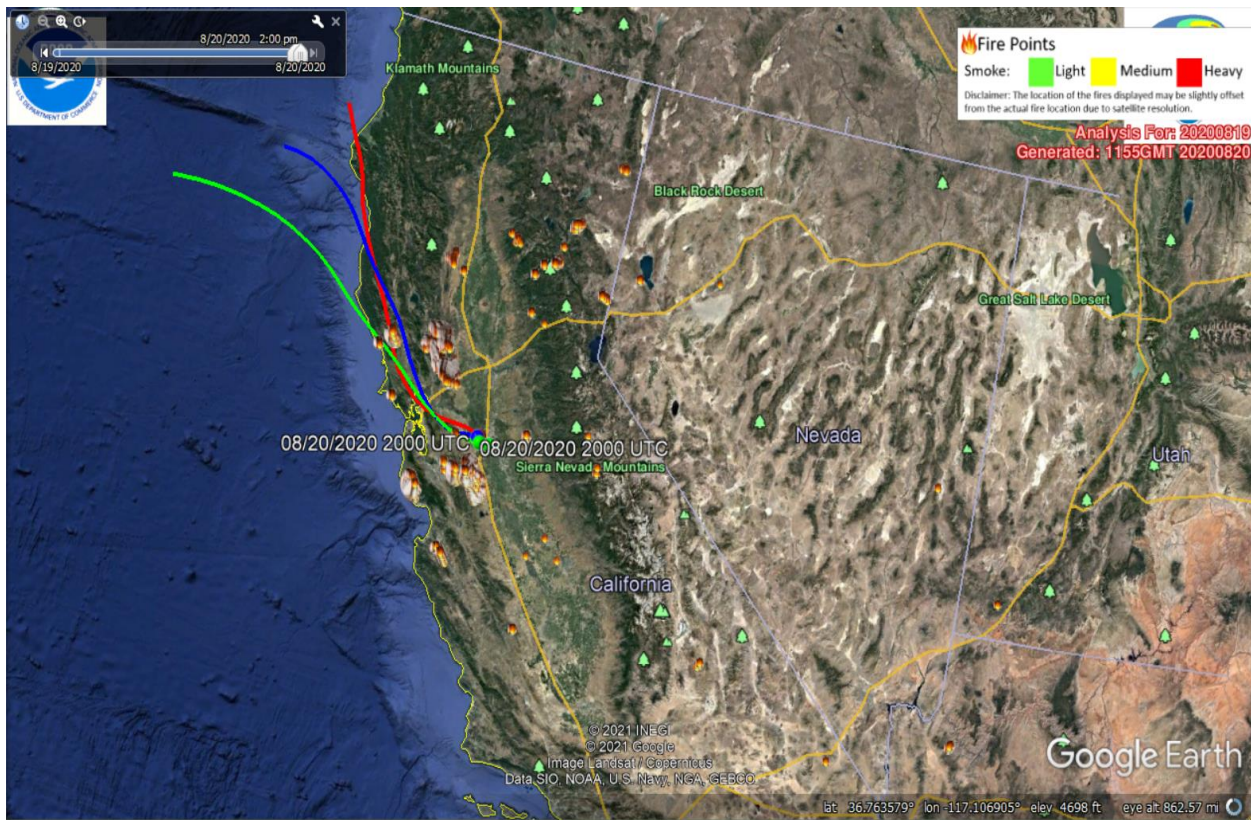 8/20/2020 2:00 pm
8/19/2020
8/20/2020
U.S. DEPARTMENT OF COMMERCE
Fire Points
Smoke: Light Medium Heavy
Disclaimer: The location of the fires displayed may be slightly offset
from the actual fire location due to satellite resolution.
Analysis For: 20200819
Generated: 1155GMT 20200820
Klamath Mountains
Black Rock Desert
Great Salt Lake Desert
08/20/2020 2000 UTC
08/20/2020 2000 UTC
Nevada
Utah
Sierra Nevad Mountains
California
© 2021 INEGI
© 2021 Google
Image Landsat / Copernicus
Data SIO, NOAA, U.S. Navy, NGA, GEBCO
Google Earth
lat 36.763579° lon -117.106905° elev 4698 ft eye alt 862.57 mi